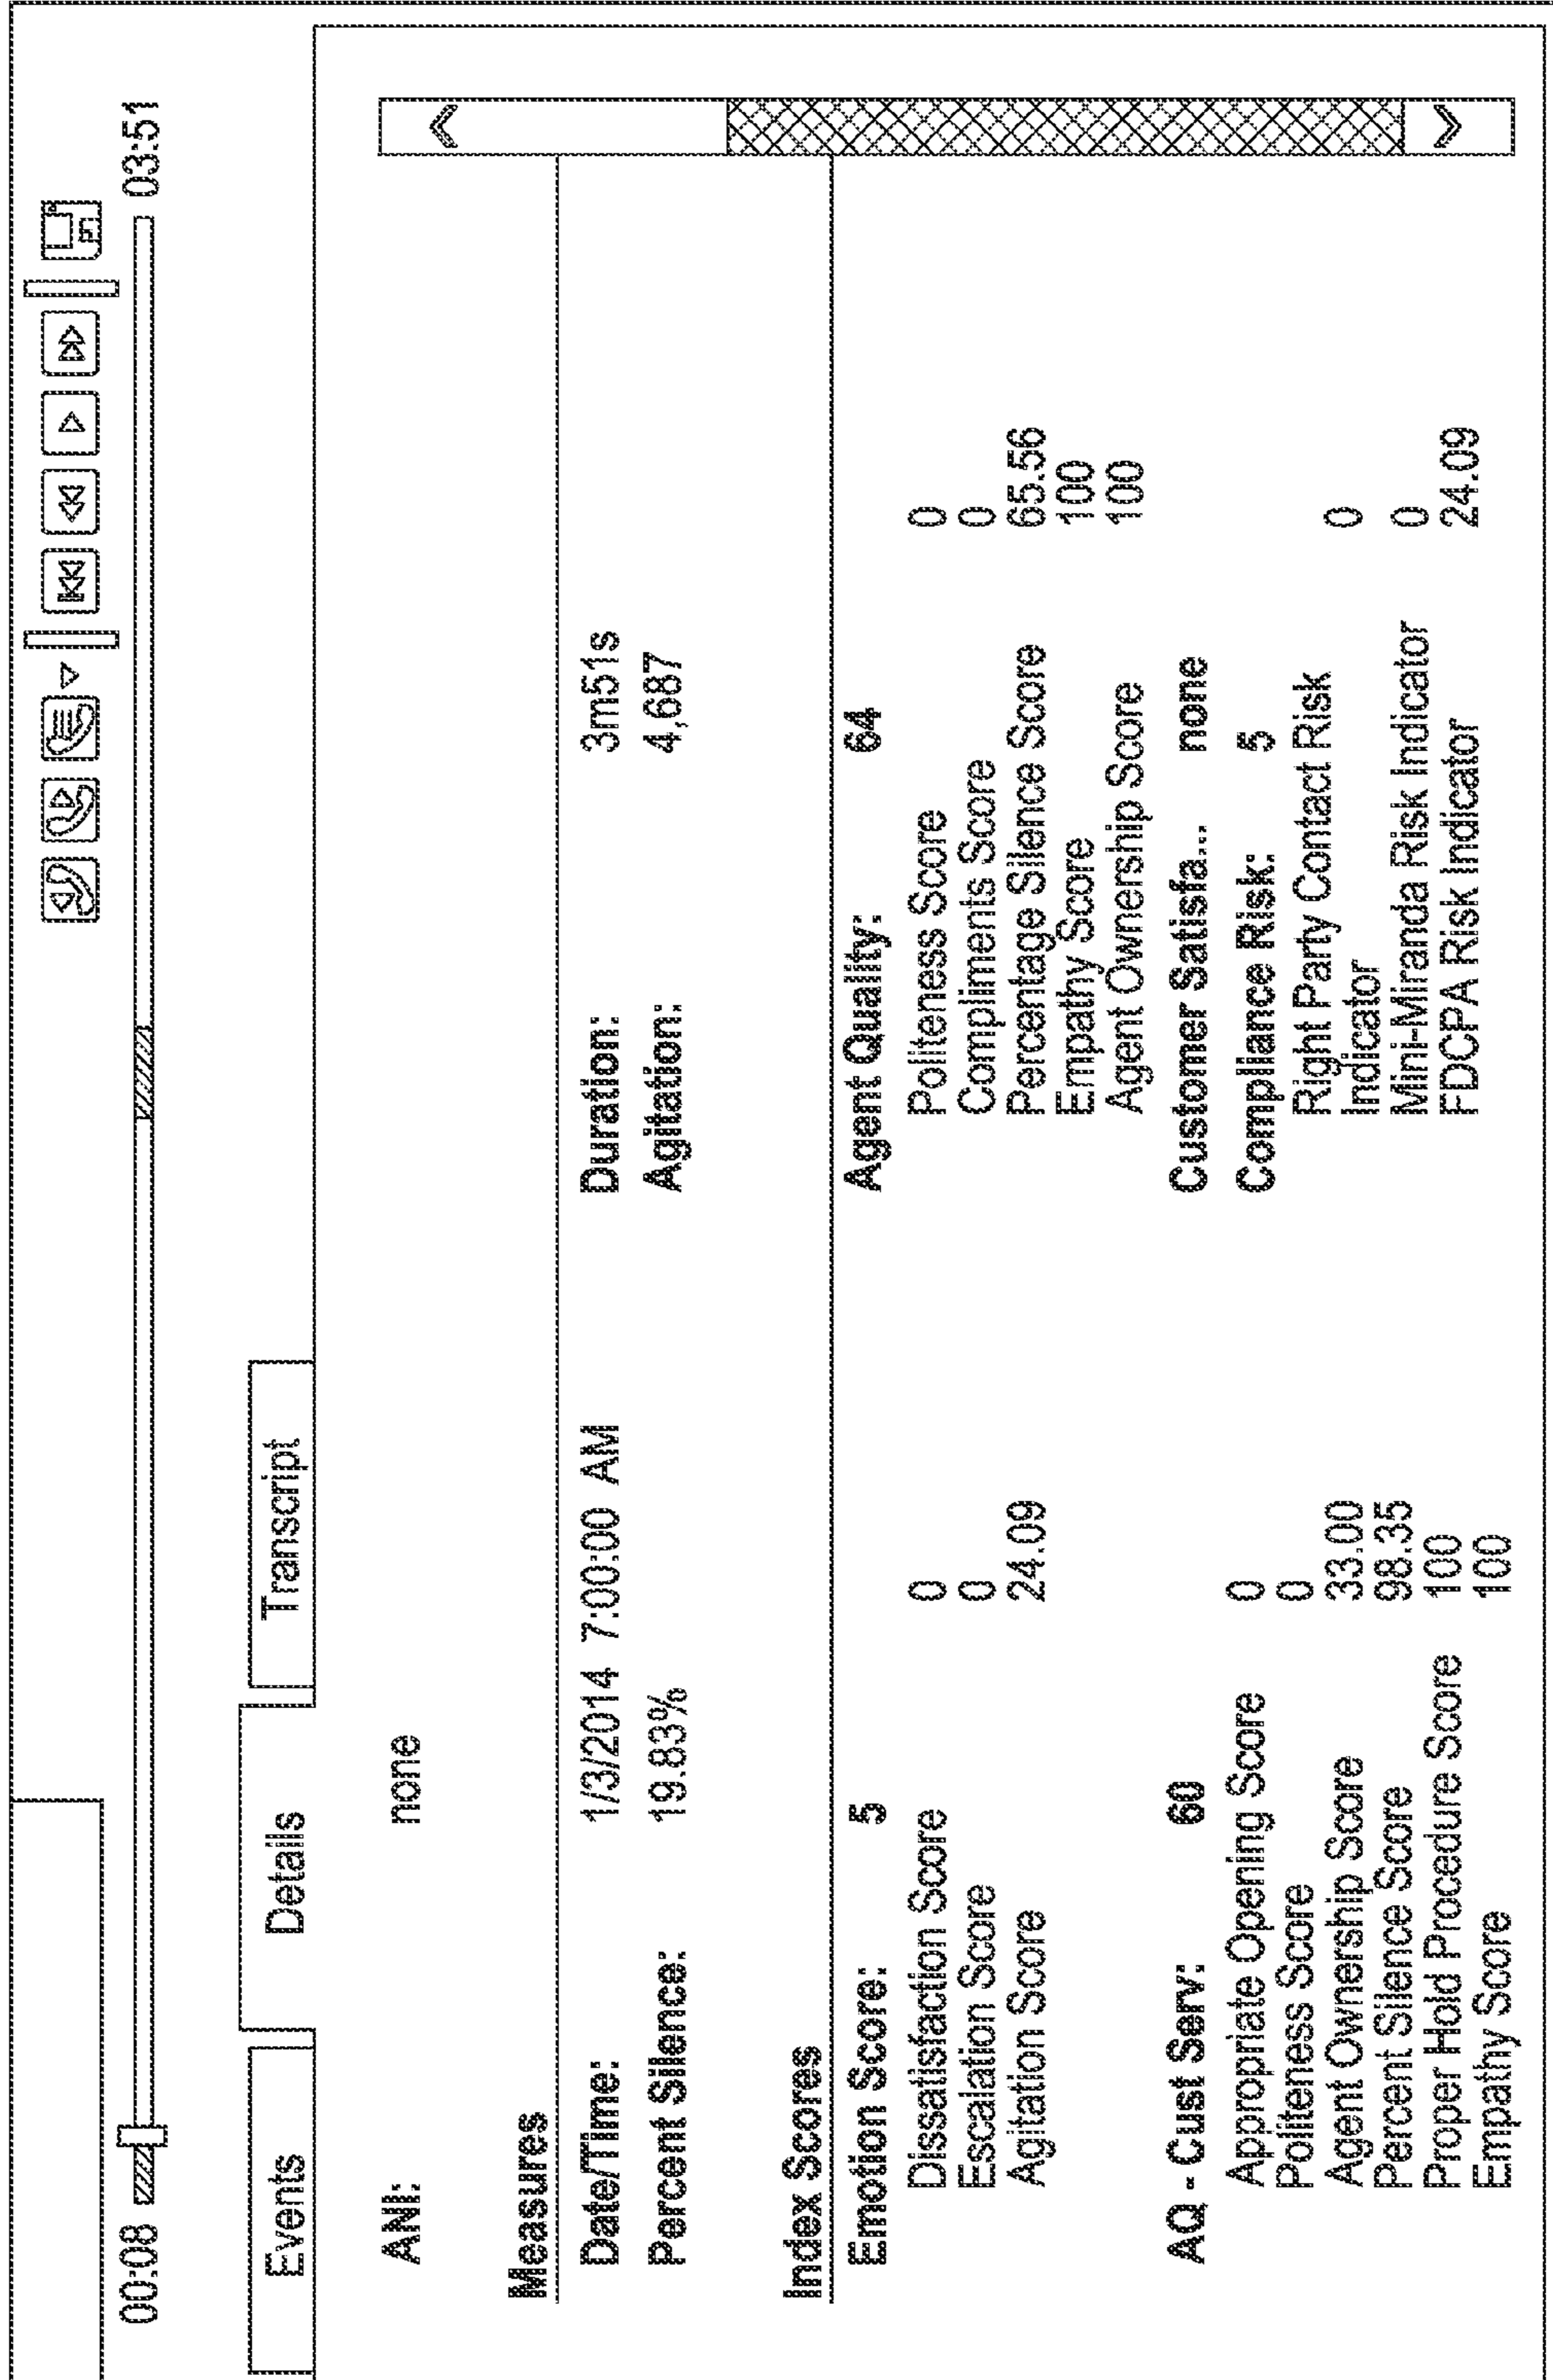 00:08 03:51
Events Details Transcript
ANI: none
Measures
Date/Time: 1/3/2014 7:00:00 AM Duration: 3m51s
Percent Silence: 19.83% Agitation: 4,687
Index Scores
Emotion Score: 5
Dissatisfaction Score 0
Escalation Score 0
Agitation Score 24.09
AQ - Cust Serv: 60
Appropriate Opening Score 0
Politeness Score 0
Agent Ownership Score 33.00
Percent Silence Score 98.35
Proper Hold Procedure Score 100
Empathy Score 100
Agent Quality: 64
Politeness Score 0
Compliments Score 0
Percentage Silence Score 65.56
Empathy Score 100
Agent Ownership Score 100
Customer Satisfa... none
Compliance Risk: 5
Right Party Contact Risk
Indicator 0
Mini-Miranda Risk Indicator 0
FDCPA Risk Indicator 24.09